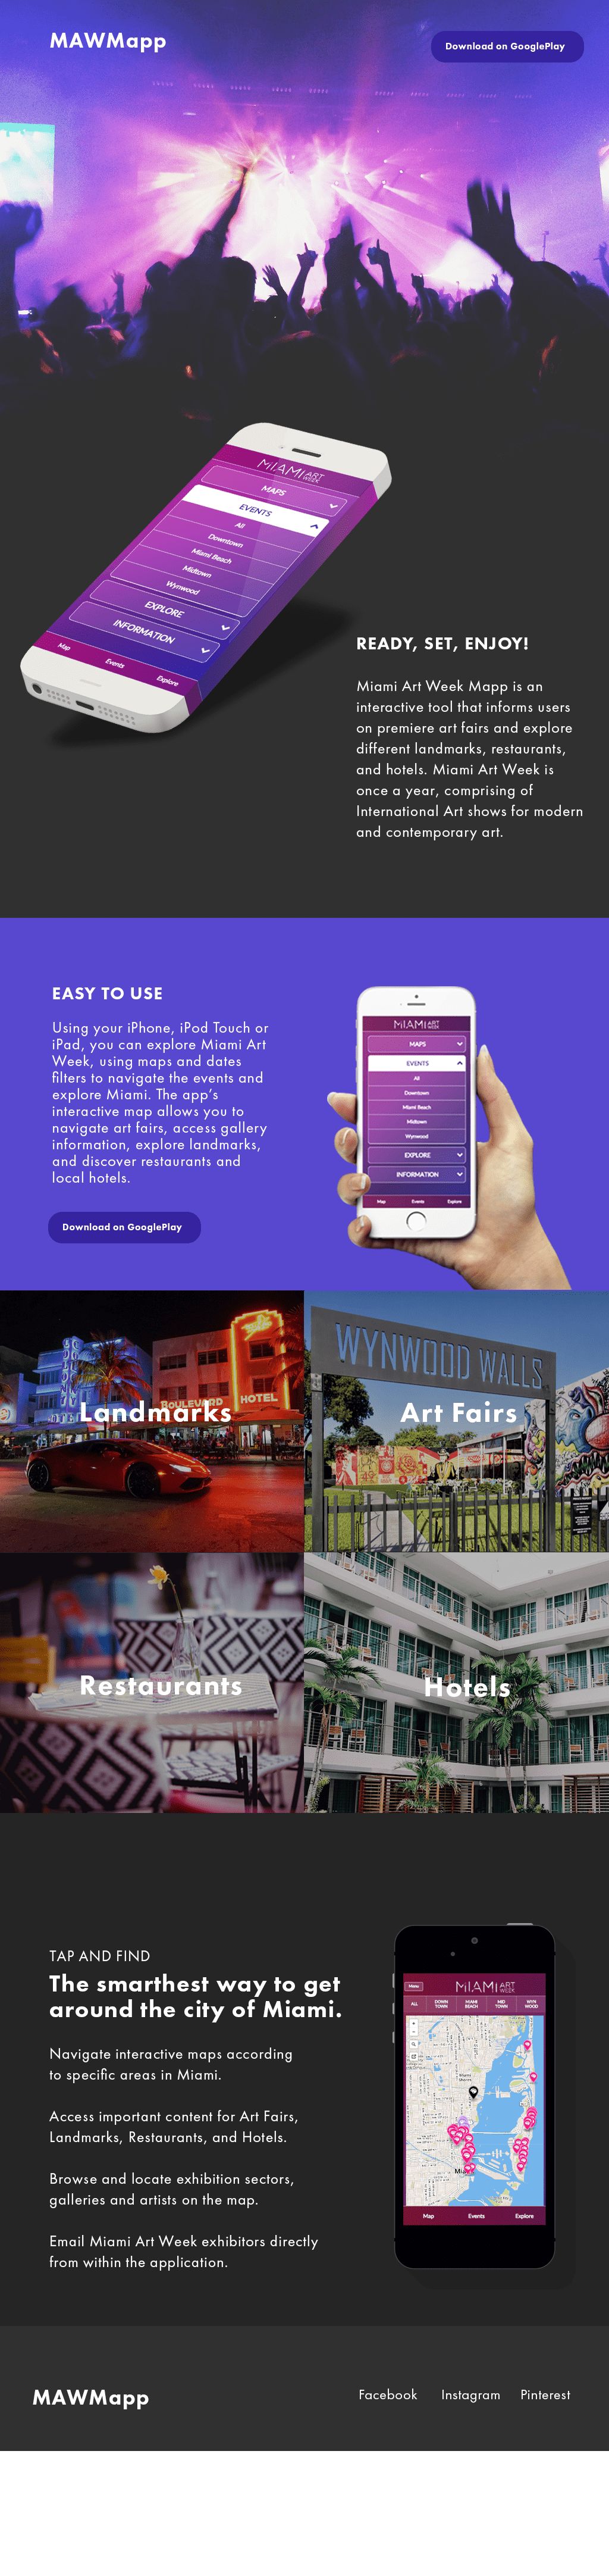 MAWMapp
Download on GooglePlay
MIAMI ART WEEK
MAPS
EVENTS
All
Downtown
Miami Beach
Midtown
Wynwood
EXPLORE
INFORMATION
Map
Events
Explore
READY, SET, ENJOY!
Miami Art Week Mapp is an
interactive tool that informs users
on premiere art fairs and explore
different landmarks, restaurants,
and hotels. Miami Art Week is
once a year, comprising of
International Art shows for modern
and contemporary art.
EASY TO USE
Using your iPhone, iPod Touch or
iPad, you can explore Miami Art
Week, using maps and dates
filters to navigate the events and
explore Miami. The app's
interactive map allows you to
navigate art fairs, access gallery
information, explore landmarks,
and discover restaurants and
local hotels.
Download on GooglePlay
MIAMI ART WEEK
MAPS
EVENTS
All
Downtown
Miami Beach
Midtown
Wynwood
EXPLORE
INFORMATION
Map Events Explore
BOULEVARD HOTEL
Landmarks
WYNWOOD WALLS
Art Fairs
Restaurants
Hotels
TAP AND FIND
The smarthest way to get
around the city of Miami.
Navigate interactive maps according
to specific areas in Miami.
Access important content for Art Fairs,
Landmarks, Restaurants, and Hotels.
Browse and locate exhibition sectors,
galleries and artists on the map.
Email Miami Art Week exhibitors directly
from within the application.
Menu MIAMI ART WEEK
ALL DOWN TOWN MIAMI BEACH MID TOWN WYN WOOD
Miami Shores
Map Events Explore
MAWMapp
Facebook Instagram Pinterest